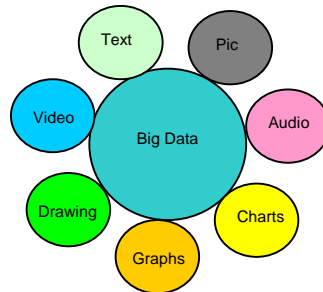 Text
Pic
Video
Big Data
Audio
Drawing
Charts
Graphs